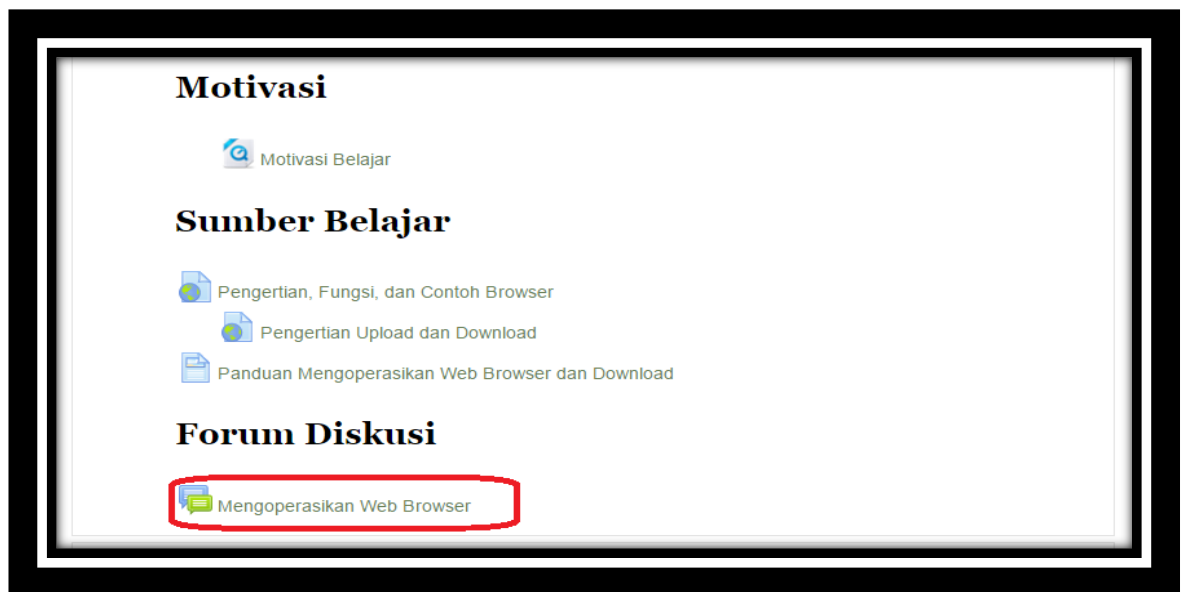 Motivasi
Motivasi Belajar
Sumber Belajar
Pengertian, Fungsi, dan Contoh Browser
Pengertian Upload dan Download
Panduan Mengoperasikan Web Browser dan Download
Forum Diskusi
Mengoperasikan Web Browser